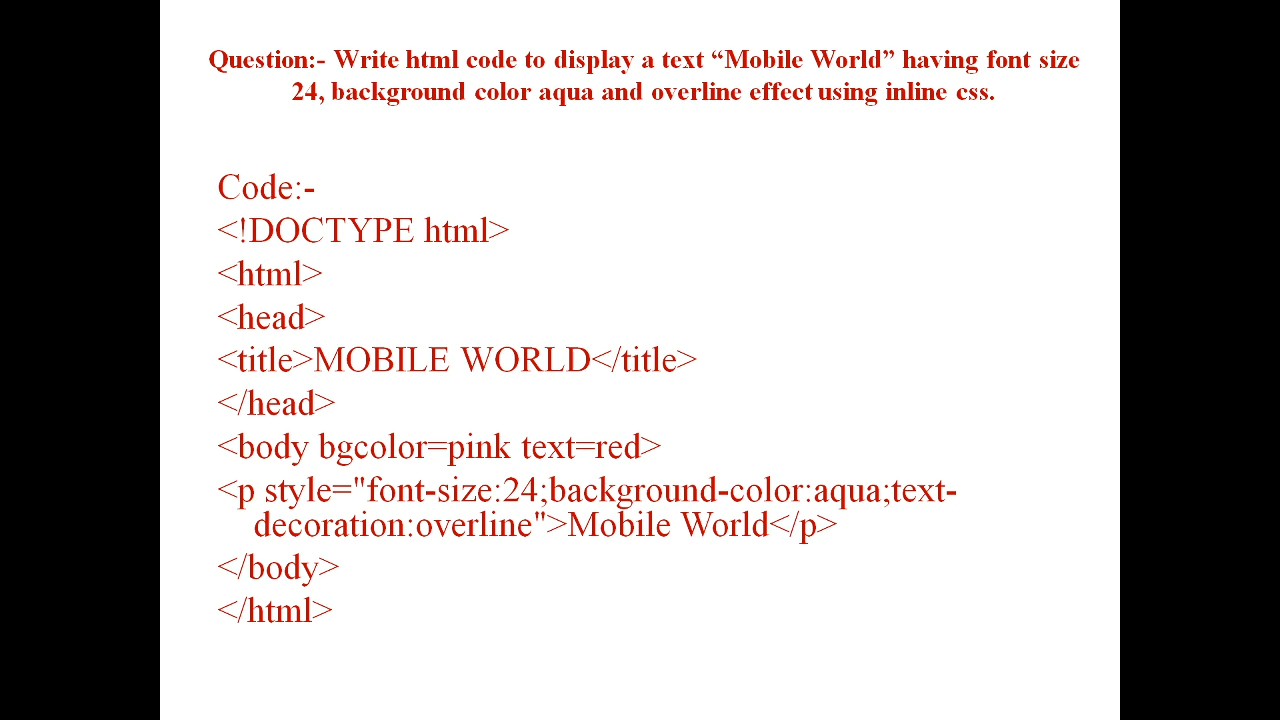 Question:- Write html code to display a text “Mobile World” having font size
24, background color aqua and overline effect using inline css.
Code:-
<!DOCTYPE html>
<html>
<head>
<title>MOBILE WORLD</title>
</head>
<body bgcolor=pink text=red>
<p style="font-size:24;background-color:aqua;text-
decoration:overline">Mobile World</p>
</body>
</html>